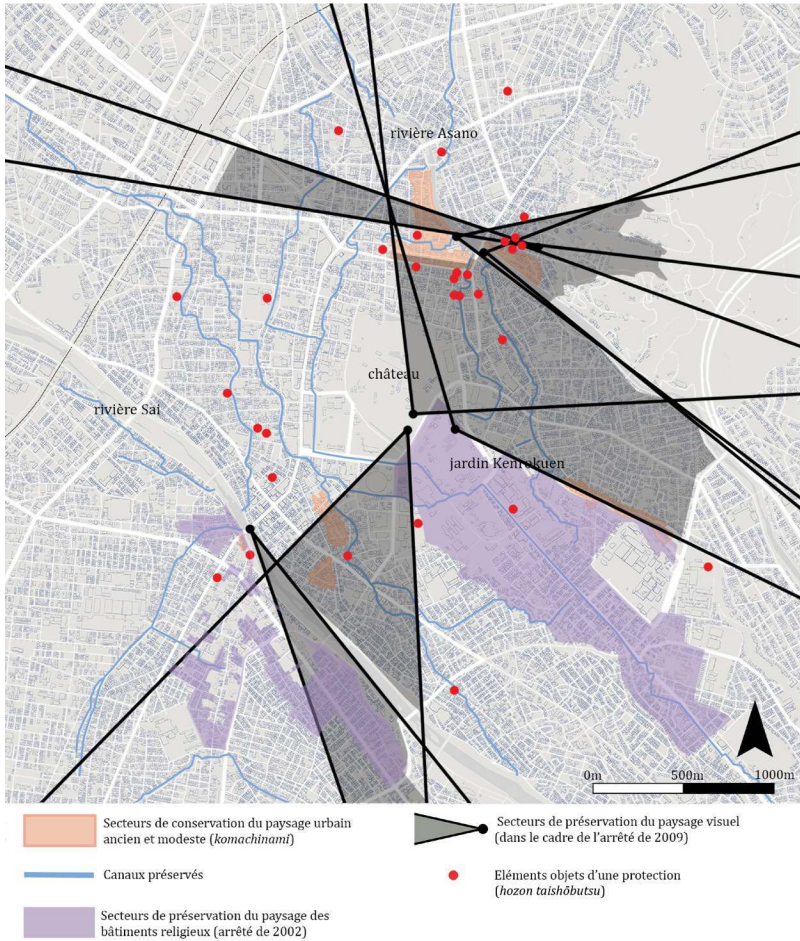 rivière Asano
château
rivière Sai
jardin Kenrokuen
0m 500m 1000m
Secteurs de conservation du paysage urbain
ancien et modeste (komachinami)
Canaux préservés
Secteurs de préservation du paysage des
bâtiments religieux (arrêté de 2002)
Secteurs de préservation du paysage visuel
(dans le cadre de l'arrêté de 2009)
Eléments objets d'une protection
(hozon taishōbutsu)